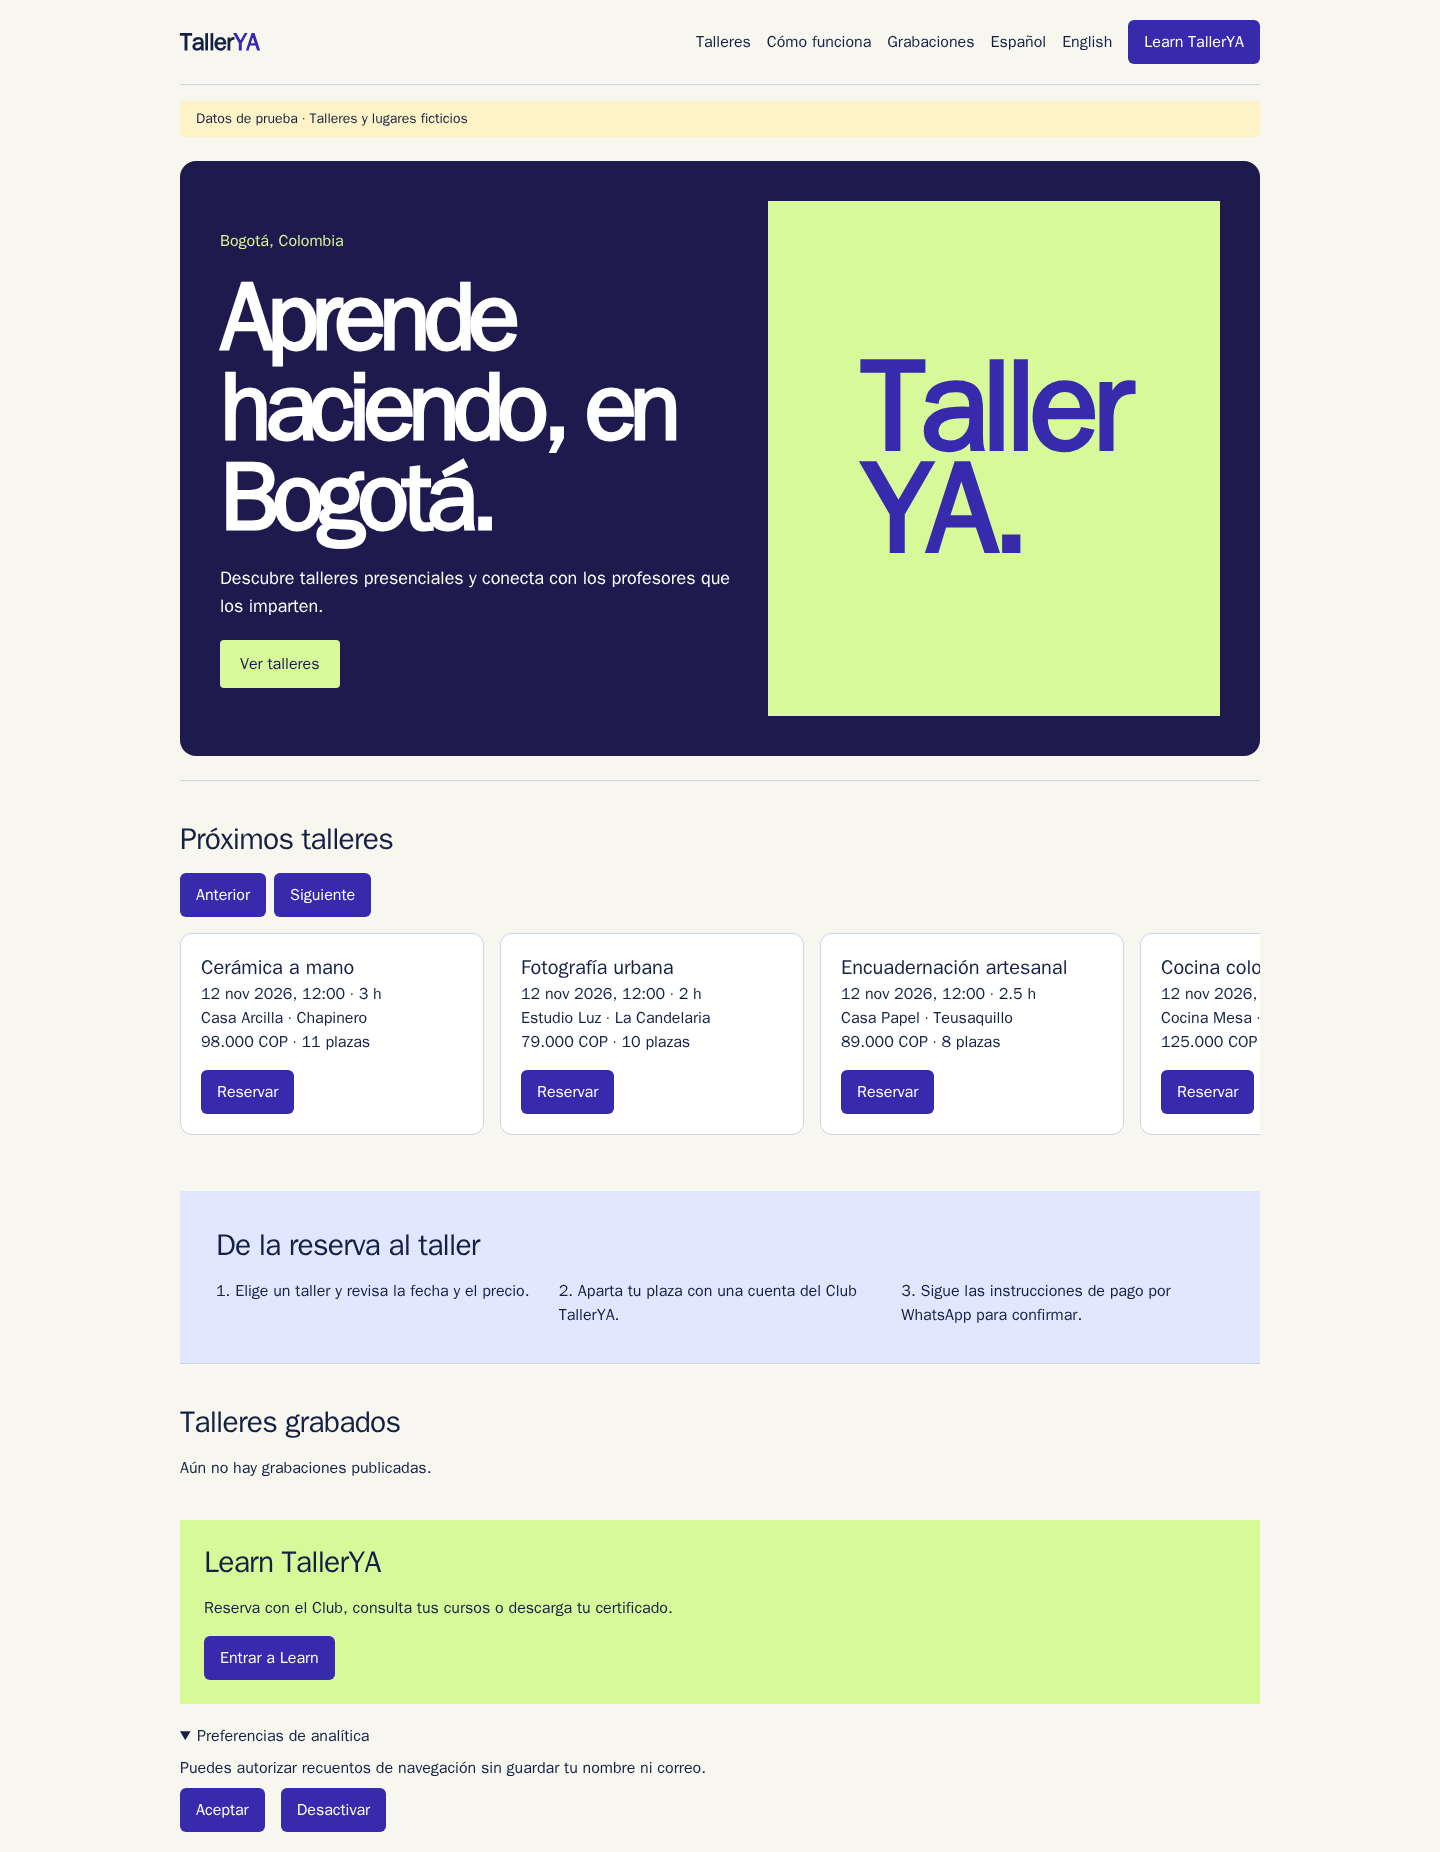 TallerYA
Talleres Cómo funciona Grabaciones Español English Learn TallerYA
Datos de prueba · Talleres y lugares ficticios
Bogotá, Colombia
Aprende
haciendo, en
Bogotá.
Descubre talleres presenciales y conecta con los profesores que
los imparten.
Ver talleres
Taller
YA.
Próximos talleres
Anterior Siguiente
Cerámica a mano
12 nov 2026, 12:00 · 3 h
Casa Arcilla · Chapinero
98.000 COP · 11 plazas
Reservar
Fotografía urbana
12 nov 2026, 12:00 · 2 h
Estudio Luz · La Candelaria
79.000 COP · 10 plazas
Reservar
Encuadernación artesanal
12 nov 2026, 12:00 · 2.5 h
Casa Papel · Teusaquillo
89.000 COP · 8 plazas
Reservar
Cocina colo
12 nov 2026,
Cocina Mesa ·
125.000 COP
Reservar
De la reserva al taller
1. Elige un taller y revisa la fecha y el precio.
2. Aparta tu plaza con una cuenta del Club
TallerYA.
3. Sigue las instrucciones de pago por
WhatsApp para confirmar.
Talleres grabados
Aún no hay grabaciones publicadas.
Learn TallerYA
Reserva con el Club, consulta tus cursos o descarga tu certificado.
Entrar a Learn
▼ Preferencias de analítica
Puedes autorizar recuentos de navegación sin guardar tu nombre ni correo.
Aceptar Desactivar